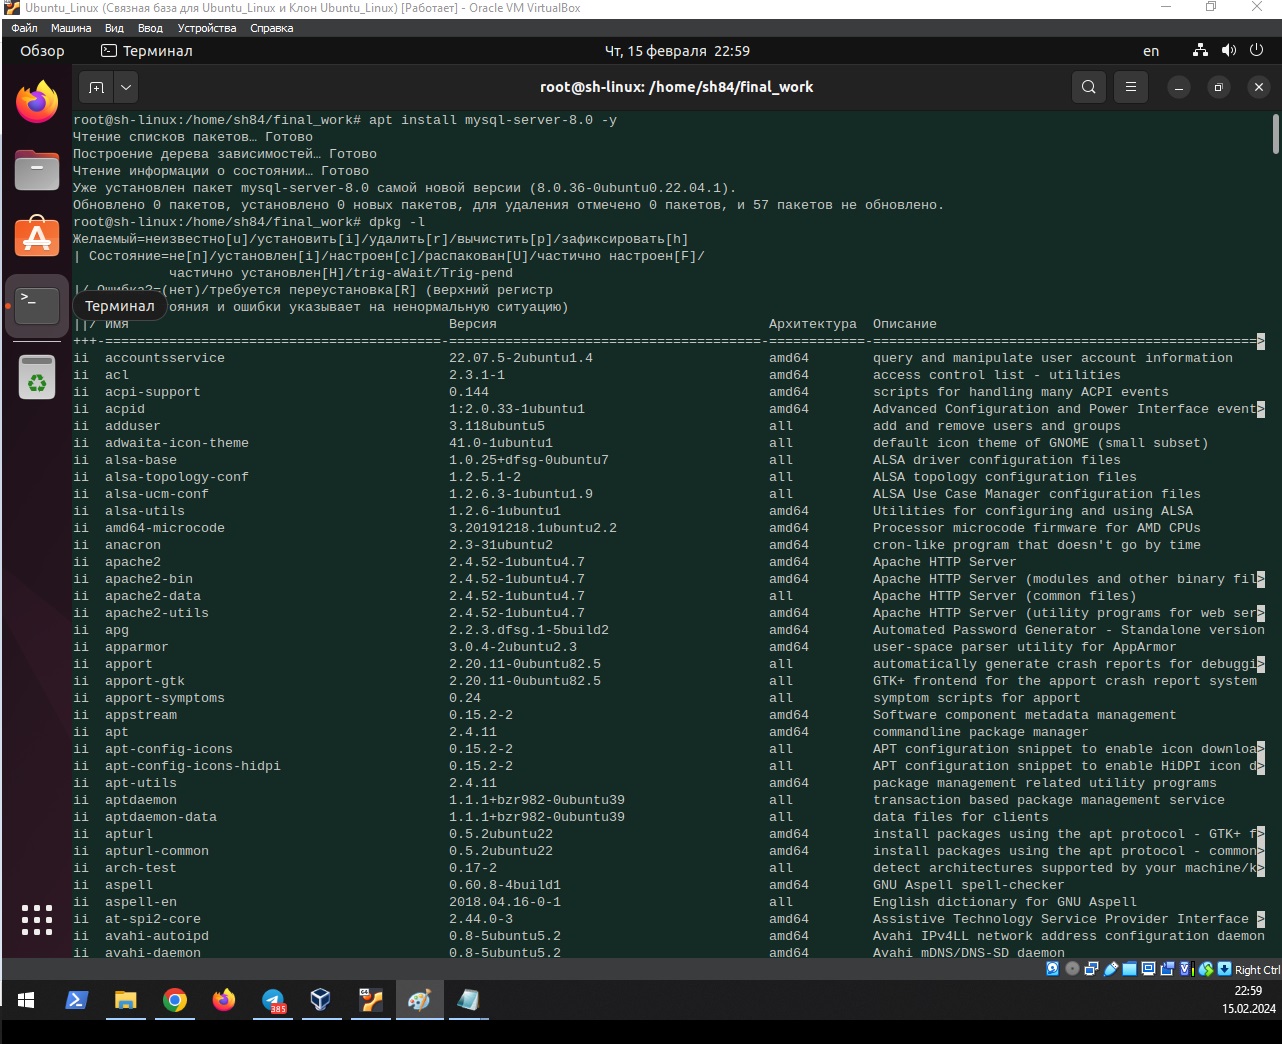 Ubuntu_Linux (Связная база для Ubuntu_Linux и Клон Ubuntu_Linux) [Работает] - Oracle VM VirtualBox
Файл Машина Вид Ввод Устройства Справка
Обзор Терминал Чт, 15 февраля 22:59 en
root@sh-linux: /home/sh84/final_work
root@sh-linux:/home/sh84/final_work# apt install mysql-server-8.0 -y
Чтение списков пакетов… Готово
Построение дерева зависимостей… Готово
Чтение информации о состоянии… Готово
Уже установлен пакет mysql-server-8.0 самой новой версии (8.0.36-0ubuntu0.22.04.1).
Обновлено 0 пакетов, установлено 0 новых пакетов, для удаления отмечено 0 пакетов, и 57 пакетов не обновлено.
root@sh-linux:/home/sh84/final_work# dpkg -l
Желаемый=неизвестно[u]/установить[i]/удалить[r]/вычистить[p]/зафиксировать[h]
| Состояние=не[n]/установлен[i]/настроен[c]/распакован[U]/частично настроен[F]/
частично установлен[H]/trig-aWait/Trig-pend
|/ Ошибка?=(нет)/требуется переустановка[R] (верхний регистр
Терминал ояния и ошибки указывает на ненормальную ситуацию)
||/ Имя Версия Архитектура Описание
+++-==========================================-=======================================-============-================================================>
ii accountsservice 22.07.5-2ubuntu1.4 amd64 query and manipulate user account information
ii acl 2.3.1-1 amd64 access control list - utilities
ii acpi-support 0.144 amd64 scripts for handling many ACPI events
ii acpid 1:2.0.33-1ubuntu1 amd64 Advanced Configuration and Power Interface event>
ii adduser 3.118ubuntu5 all add and remove users and groups
ii adwaita-icon-theme 41.0-1ubuntu1 all default icon theme of GNOME (small subset)
ii alsa-base 1.0.25+dfsg-0ubuntu7 all ALSA driver configuration files
ii alsa-topology-conf 1.2.5.1-2 all ALSA topology configuration files
ii alsa-ucm-conf 1.2.6.3-1ubuntu1.9 all ALSA Use Case Manager configuration files
ii alsa-utils 1.2.6-1ubuntu1 amd64 Utilities for configuring and using ALSA
ii amd64-microcode 3.20191218.1ubuntu2.2 amd64 Processor microcode firmware for AMD CPUs
ii anacron 2.3-31ubuntu2 amd64 cron-like program that doesn't go by time
ii apache2 2.4.52-1ubuntu4.7 amd64 Apache HTTP Server
ii apache2-bin 2.4.52-1ubuntu4.7 amd64 Apache HTTP Server (modules and other binary fil>
ii apache2-data 2.4.52-1ubuntu4.7 all Apache HTTP Server (common files)
ii apache2-utils 2.4.52-1ubuntu4.7 amd64 Apache HTTP Server (utility programs for web ser>
ii apg 2.2.3.dfsg.1-5build2 amd64 Automated Password Generator - Standalone version
ii apparmor 3.0.4-2ubuntu2.3 amd64 user-space parser utility for AppArmor
ii apport 2.20.11-0ubuntu82.5 all automatically generate crash reports for debuggi>
ii apport-gtk 2.20.11-0ubuntu82.5 all GTK+ frontend for the apport crash report system
ii apport-symptoms 0.24 all symptom scripts for apport
ii appstream 0.15.2-2 amd64 Software component metadata management
ii apt 2.4.11 amd64 commandline package manager
ii apt-config-icons 0.15.2-2 all APT configuration snippet to enable icon downloa>
ii apt-config-icons-hidpi 0.15.2-2 all APT configuration snippet to enable HiDPI icon d>
ii apt-utils 2.4.11 amd64 package management related utility programs
ii aptdaemon 1.1.1+bzr982-0ubuntu39 all transaction based package management service
ii aptdaemon-data 1.1.1+bzr982-0ubuntu39 all data files for clients
ii apturl 0.5.2ubuntu22 amd64 install packages using the apt protocol - GTK+ f>
ii apturl-common 0.5.2ubuntu22 amd64 install packages using the apt protocol - common>
ii arch-test 0.17-2 all detect architectures supported by your machine/k>
ii aspell 0.60.8-4build1 amd64 GNU Aspell spell-checker
ii aspell-en 2018.04.16-0-1 all English dictionary for GNU Aspell
ii at-spi2-core 2.44.0-3 amd64 Assistive Technology Service Provider Interface >
ii avahi-autoipd 0.8-5ubuntu5.2 amd64 Avahi IPv4LL network address configuration daemon
ii avahi-daemon 0.8-5ubuntu5.2 amd64 Avahi mDNS/DNS-SD daemon
Right Ctrl
385
64
22:59
15.02.2024